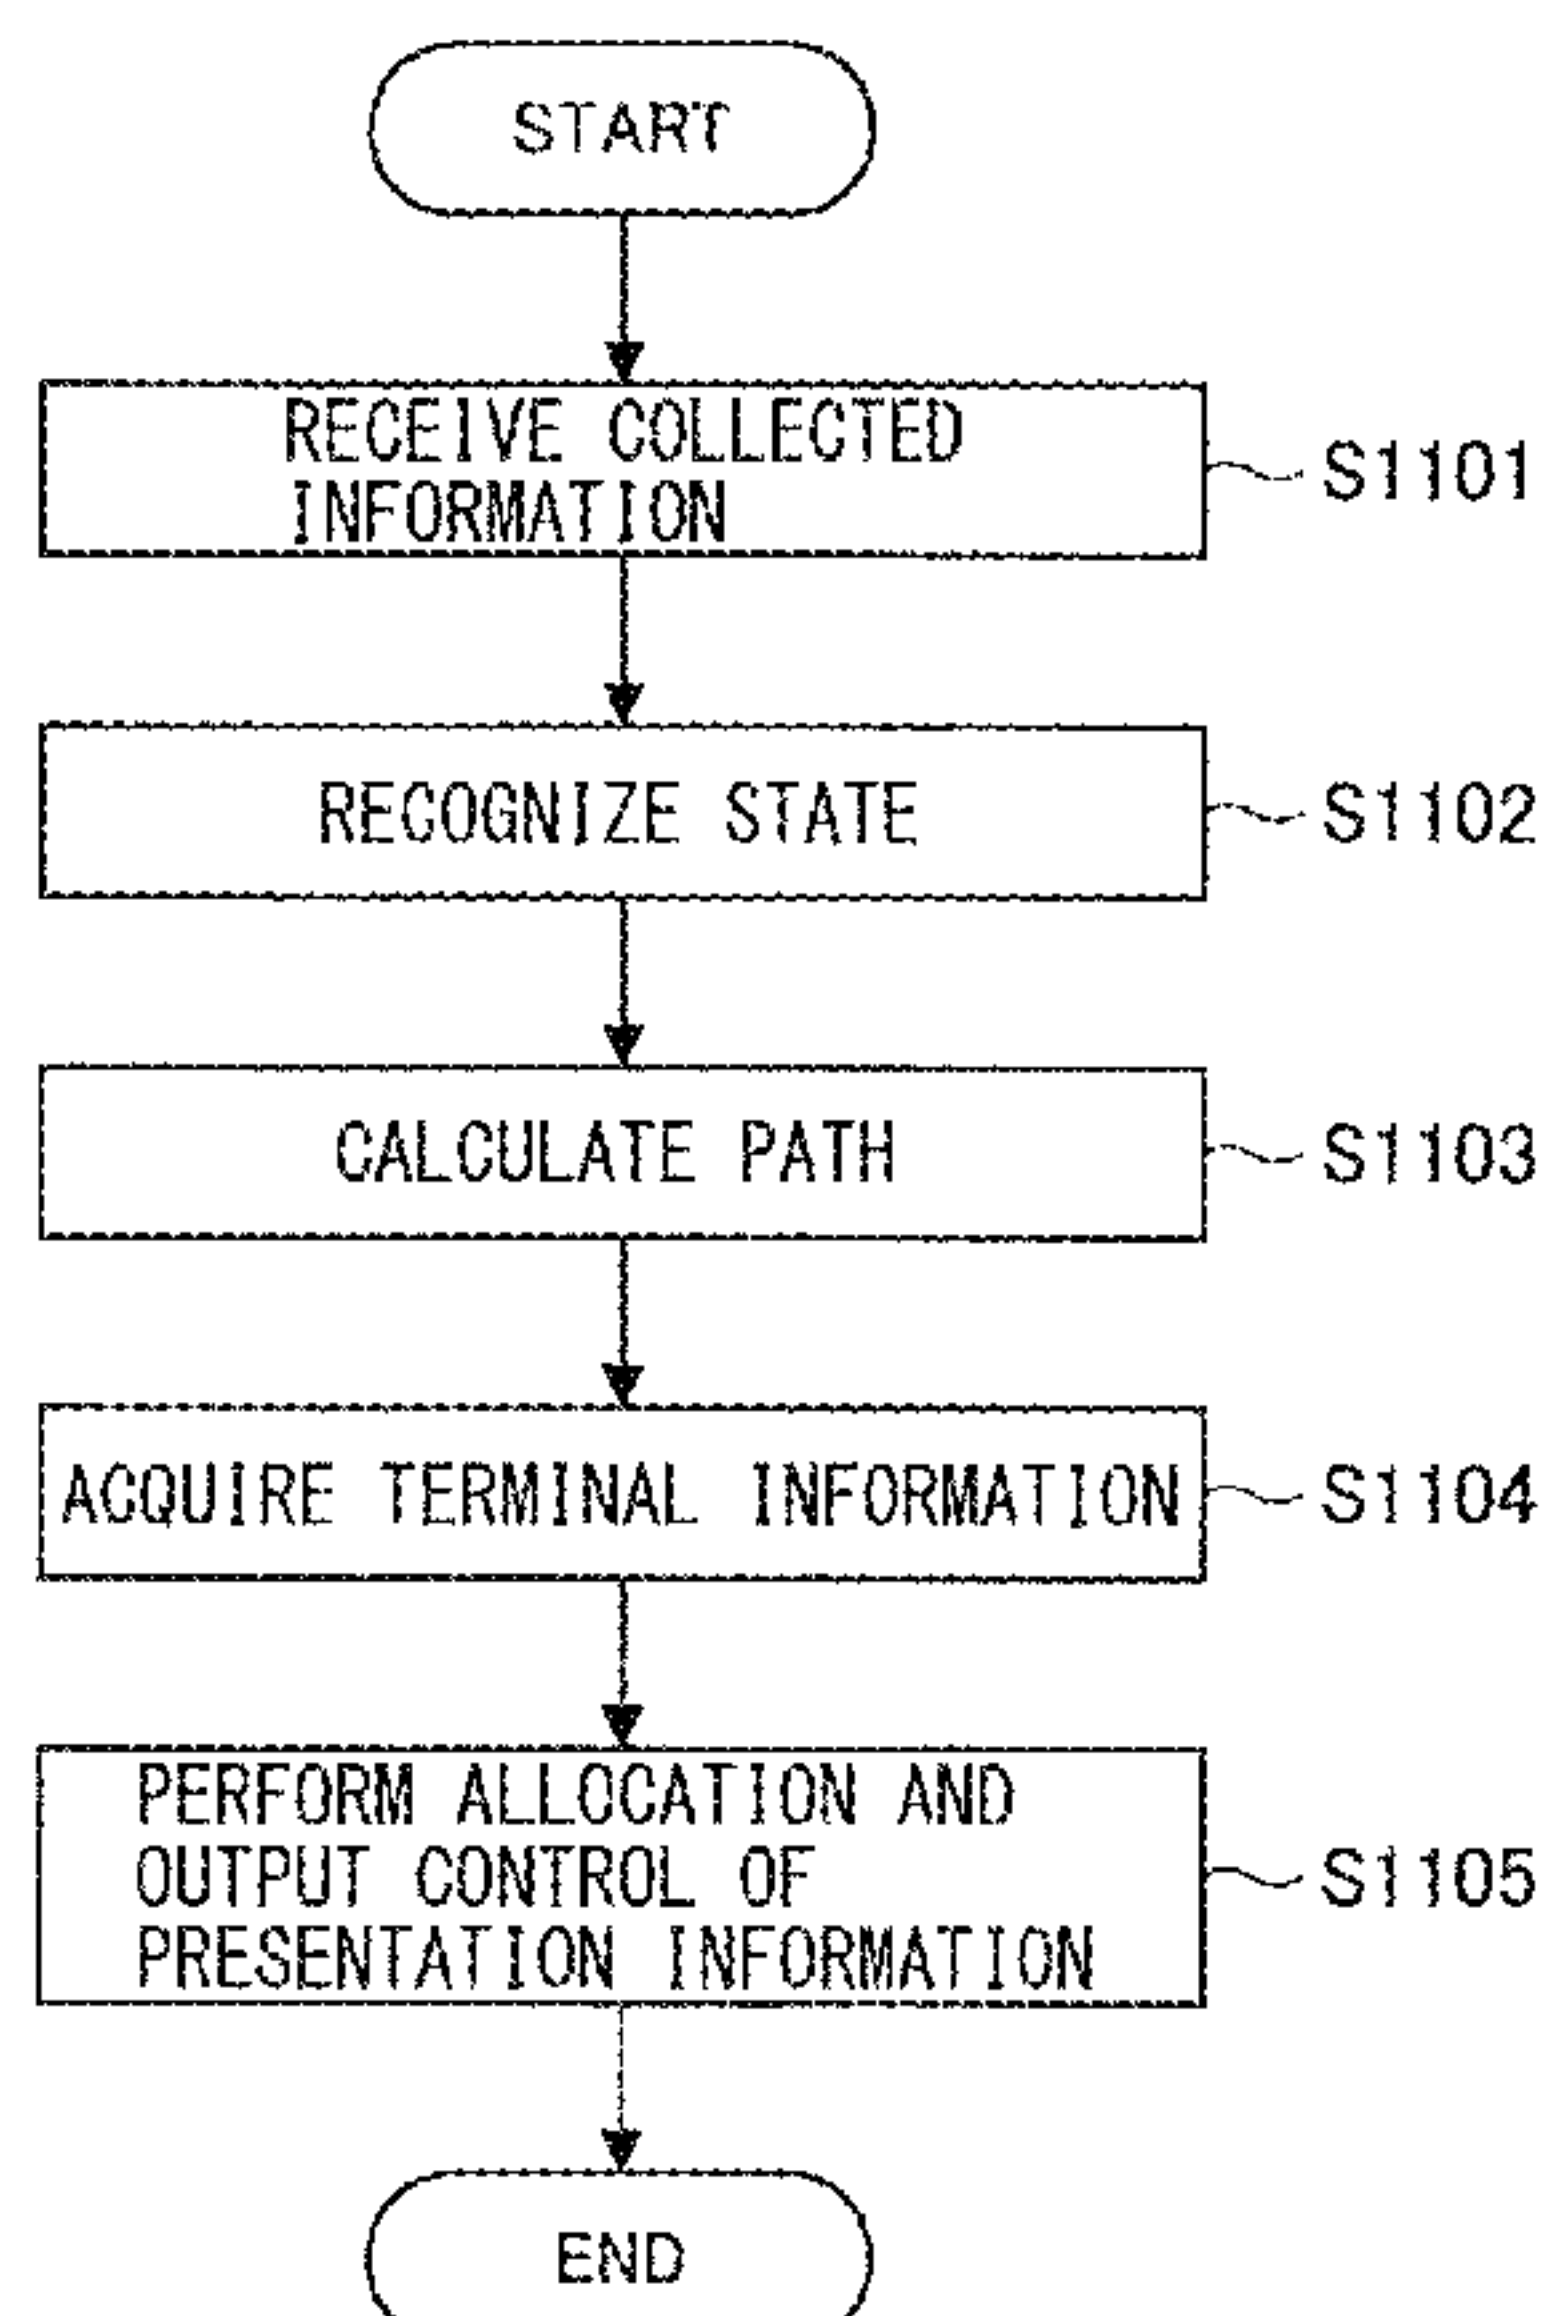 START
RECEIVE COLLECTED
INFORMATION
S1101
RECOGNIZE STATE
S1102
CALCULATE PATH
S1103
ACQUIRE TERMINAL INFORMATION
S1104
PERFORM ALLOCATION AND
OUTPUT CONTROL OF
PRESENTATION INFORMATION
S1105
END